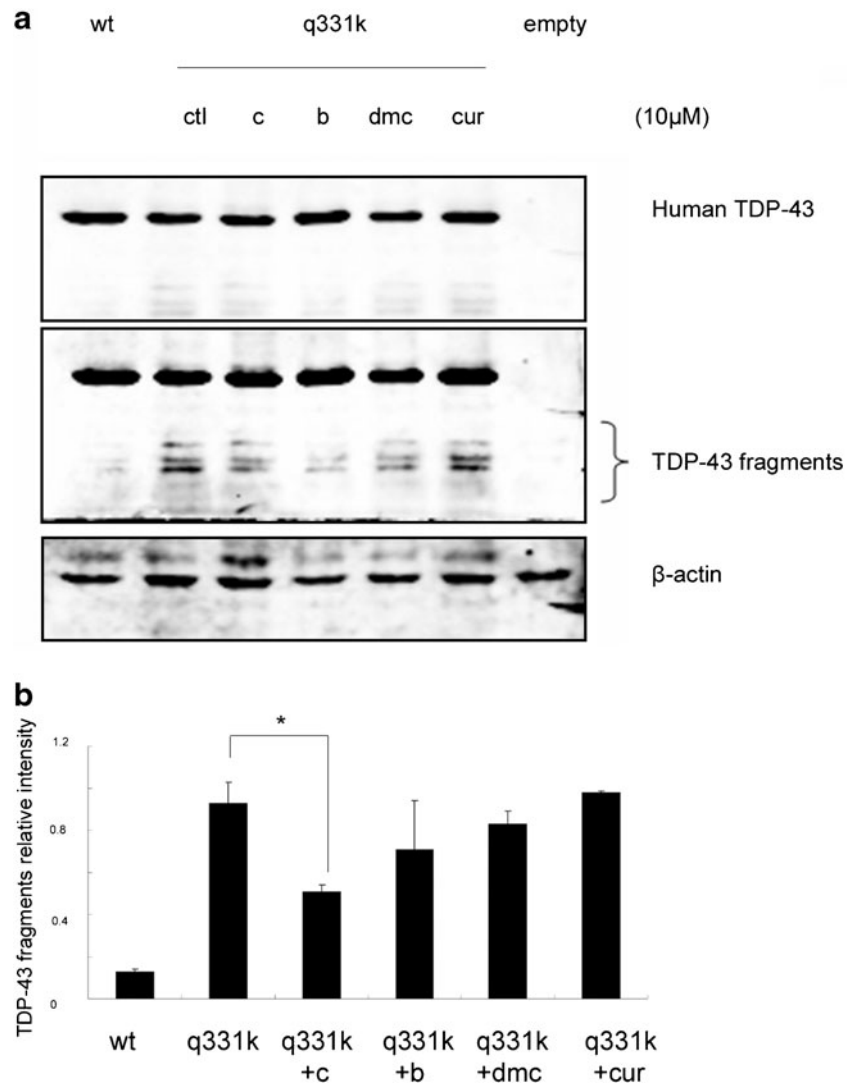 a
wt q331k empty
ctl c b dmc cur (10μM)
Human TDP-43
TDP-43 fragments
β-actin
b
TDP-43 fragments relative intensity
1.2
0.8
0.4
0
*
wt q331k q331k q331k q331k q331k
+c +b +dmc +cur